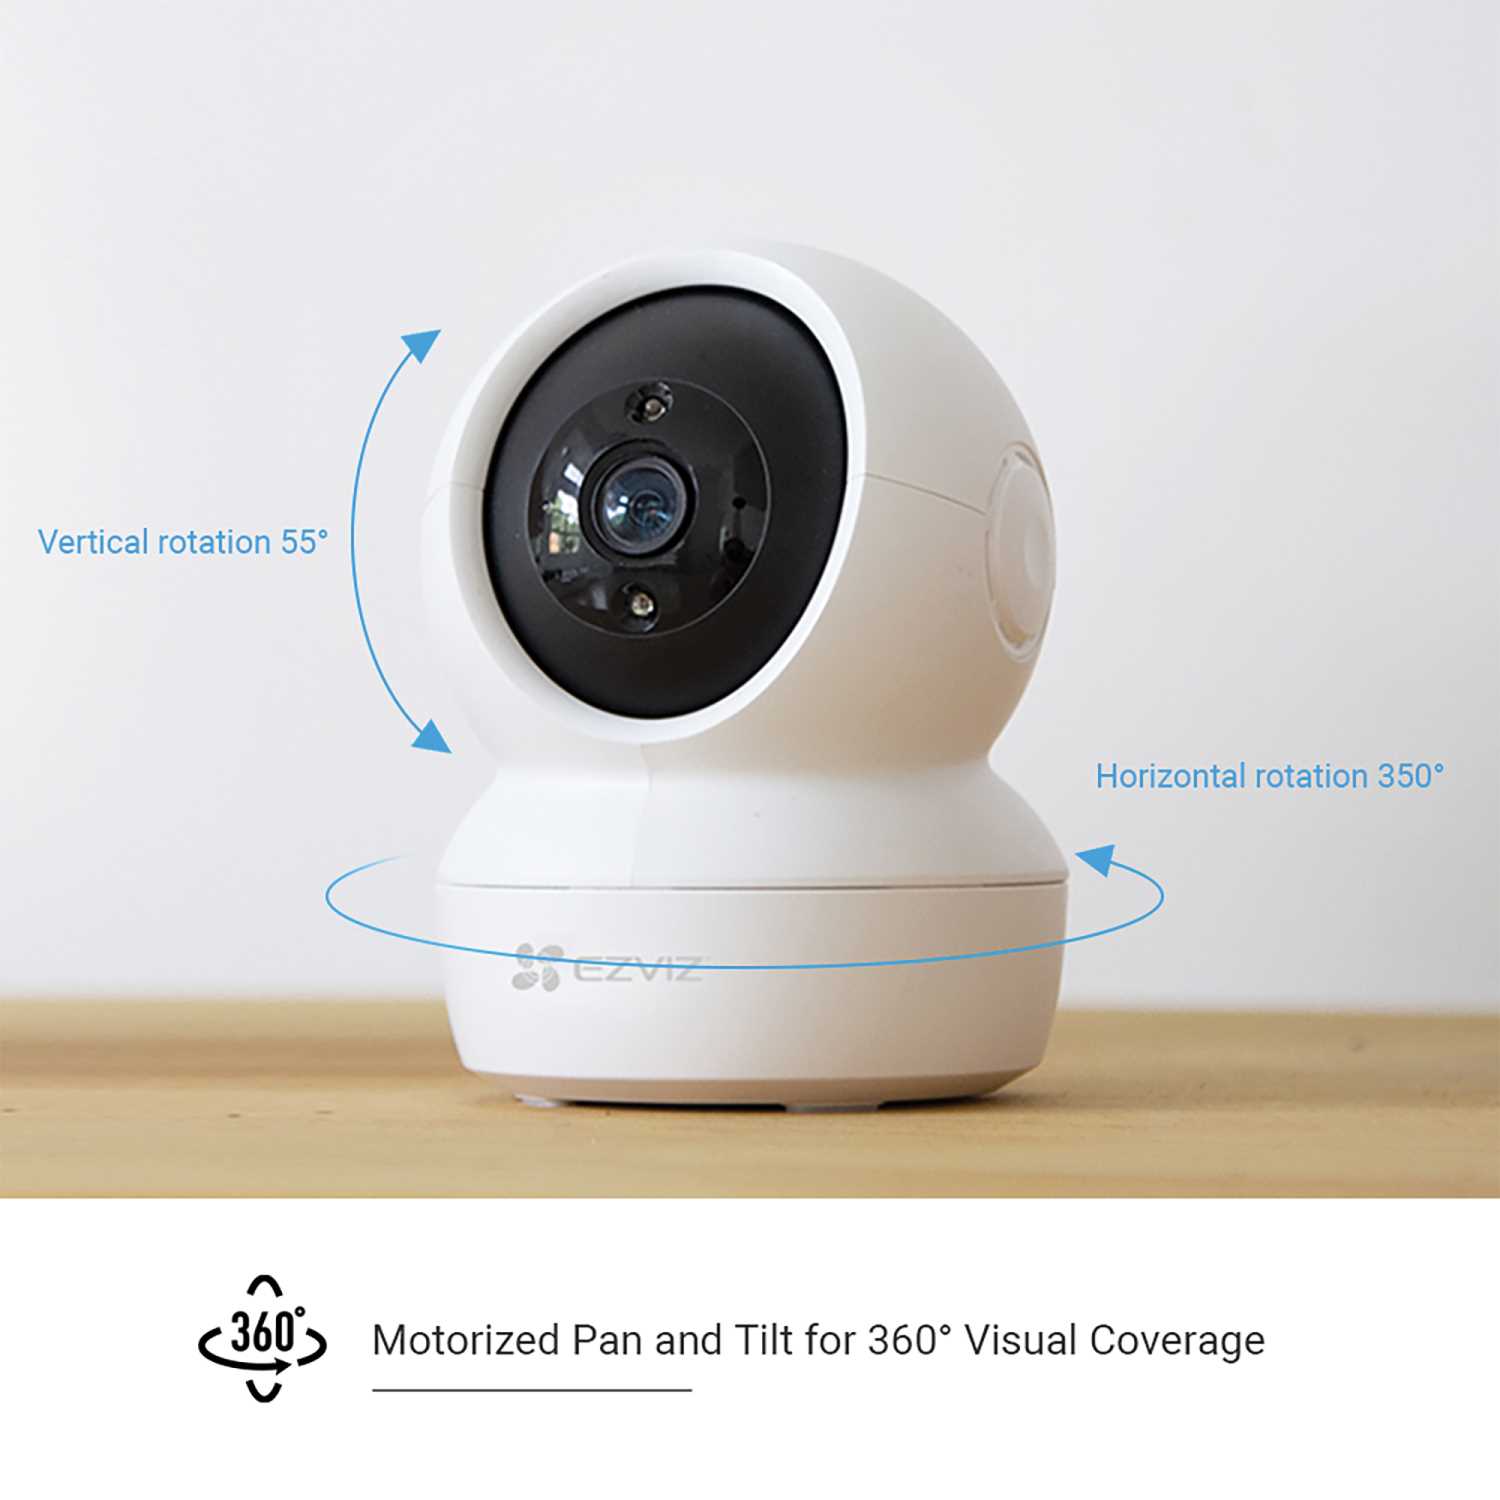 Vertical rotation 55°
Horizontal rotation 350°
EZVIZ
360°
Motorized Pan and Tilt for 360° Visual Coverage